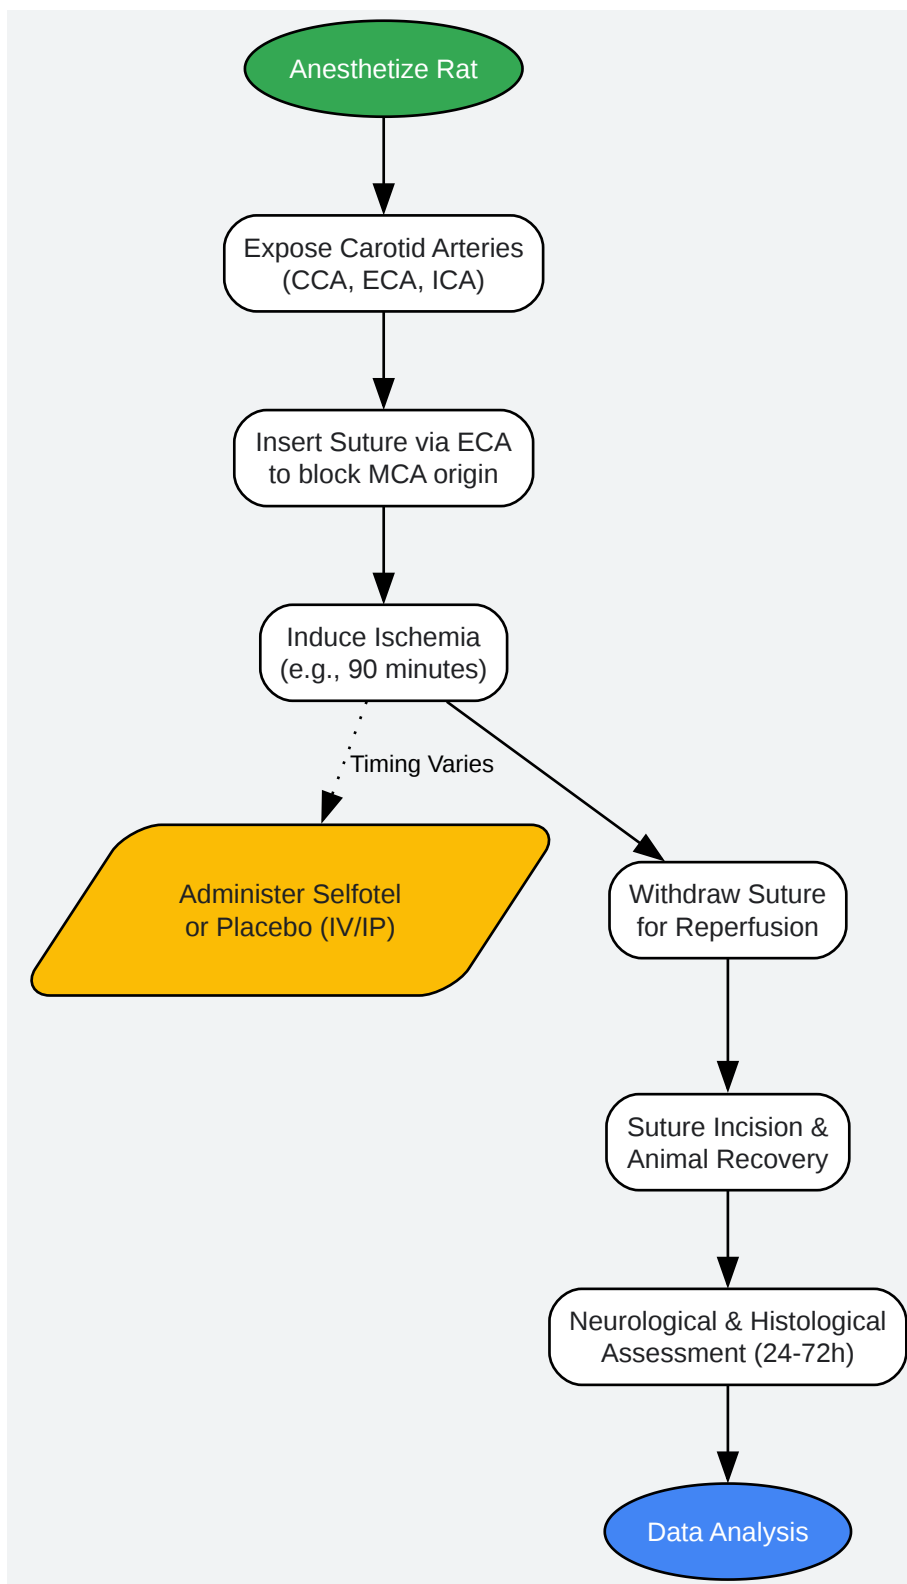 Anesthetize Rat
Expose Carotid Arteries
(CCA, ECA, ICA)
Insert Suture via ECA
to block MCA origin
Induce Ischemia
(e.g., 90 minutes)
Timing Varies
Administer Selfotel
or Placebo (IV/IP)
Withdraw Suture
for Reperfusion
Suture Incision &
Animal Recovery
Neurological & Histological
Assessment (24-72h)
Data Analysis